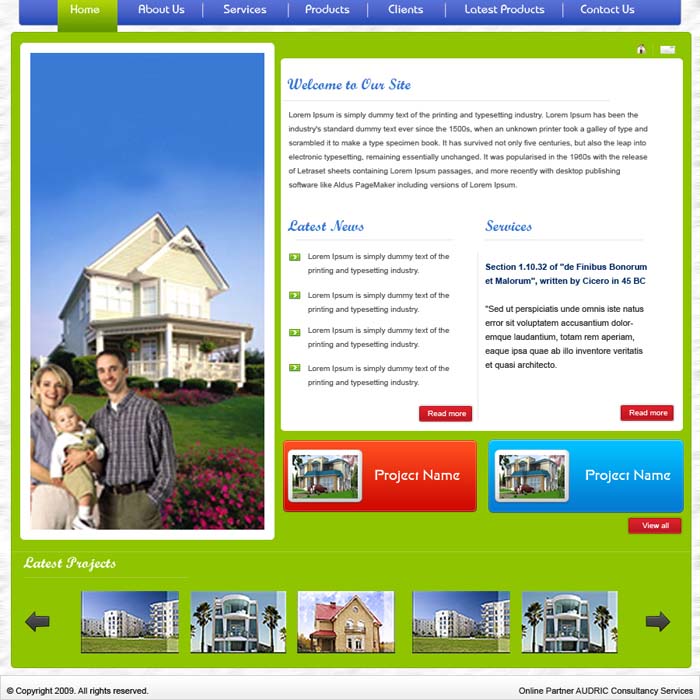 Home About Us Services Products Clients Latest Products Contact Us
Welcome to Our Site
Lorem Ipsum is simply dummy text of the printing and typesetting industry. Lorem Ipsum has been the
industry's standard dummy text ever since the 1500s, when an unknown printer took a galley of type and
scrambled it to make a type specimen book. It has survived not only five centuries, but also the leap into
electronic typesetting, remaining essentially unchanged. It was popularised in the 1960s with the release
of Letraset sheets containing Lorem Ipsum passages, and more recently with desktop publishing
software like Aldus PageMaker including versions of Lorem Ipsum.
Latest News
Lorem Ipsum is simply dummy text of the
printing and typesetting industry.
Lorem Ipsum is simply dummy text of the
printing and typesetting industry.
Lorem Ipsum is simply dummy text of the
printing and typesetting industry.
Lorem Ipsum is simply dummy text of the
printing and typesetting industry.
Read more
Services
Section 1.10.32 of "de Finibus Bonorum
et Malorum", written by Cicero in 45 BC
"Sed ut perspiciatis unde omnis iste natus
error sit voluptatem accusantium dolor-
emque laudantium, totam rem aperiam,
eaque ipsa quae ab illo inventore veritatis
et quasi architecto.
Read more
Project Name
Project Name
View all
Latest Projects
© Copyright 2009. All rights reserved.
Online Partner AUDRIC Consultancy Services